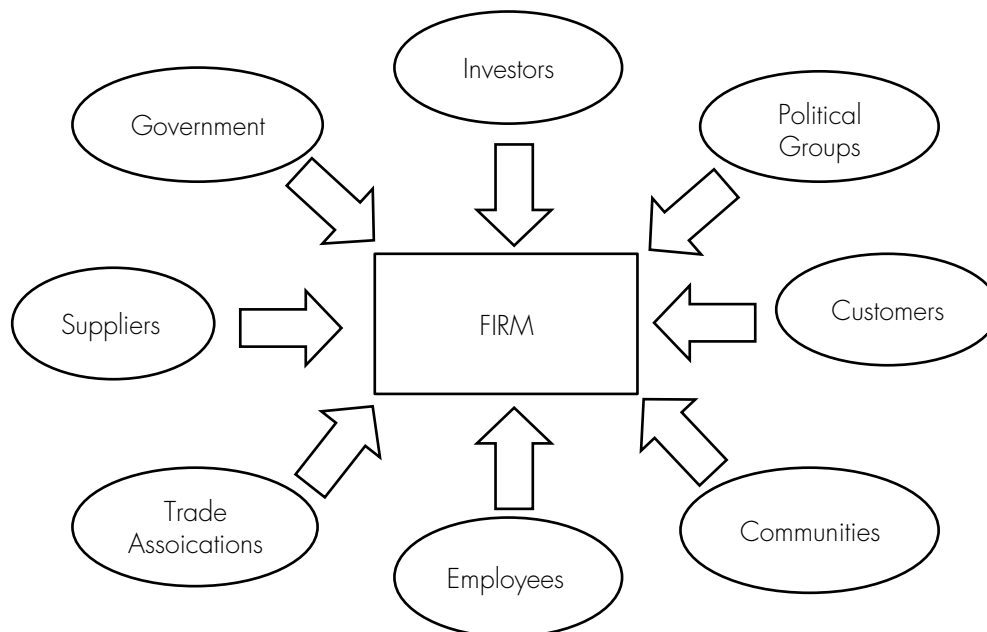 Investors
Government
Political
Groups
Suppliers
FIRM
Customers
Trade
Assoications
Employees
Communities